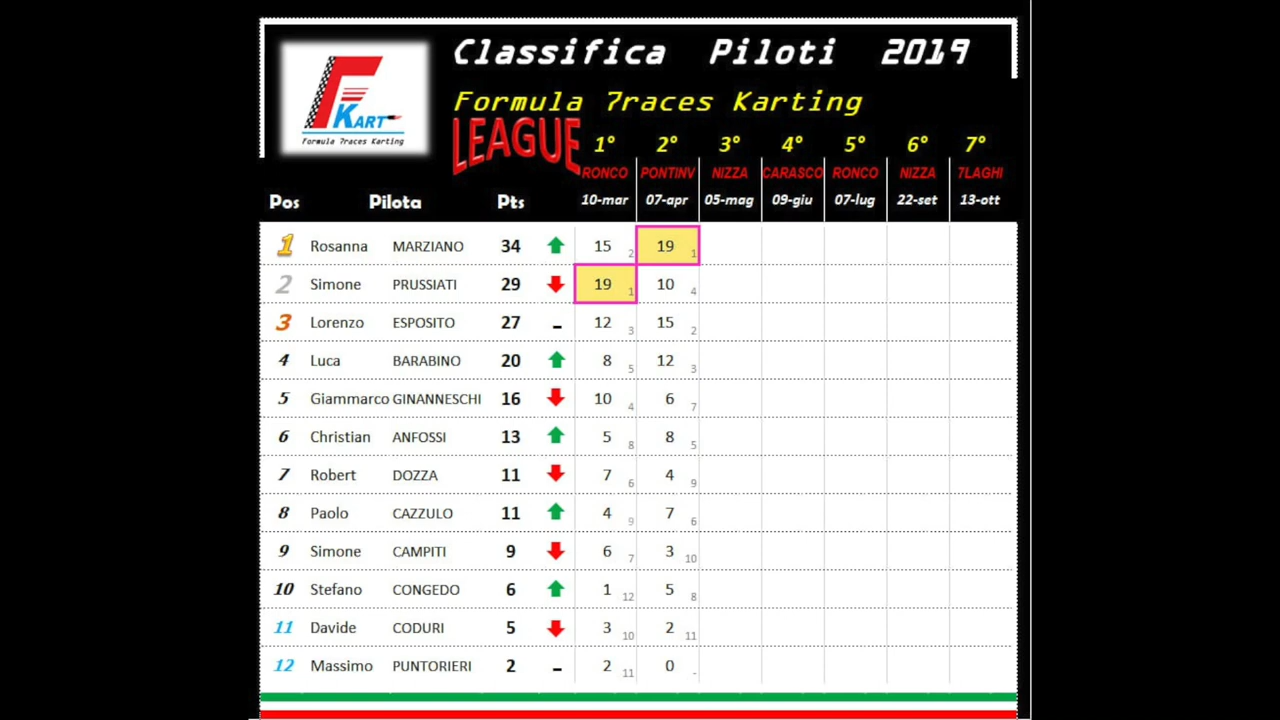 Classifica Piloti 2019
KART
Formula 7races Karting
Formula 7races Karting
LEAGUE
1° 2° 3° 4° 5° 6° 7°
RONCO PONTINV NIZZA CARASCO RONCO NIZZA 7LAGHI
Pos Pilota Pts 10-mar 07-apr 05-mag 09-giu 07-lug 22-set 13-ott
1 Rosanna MARZIANO 34 15 2 19 1
2 Simone PRUSSIATI 29 19 1 10 4
3 Lorenzo ESPOSITO 27 - 12 3 15 2
4 Luca BARABINO 20 8 5 12 3
5 Giammarco GINANNESCHI 16 10 4 6 7
6 Christian ANFOSSI 13 5 8 8 5
7 Robert DOZZA 11 7 6 4 9
8 Paolo CAZZULO 11 4 9 7 6
9 Simone CAMPITI 9 6 7 3 10
10 Stefano CONGEDO 6 1 12 5 8
11 Davide CODURI 5 3 10 2 11
12 Massimo PUNTORIERI 2 - 2 11 0 -